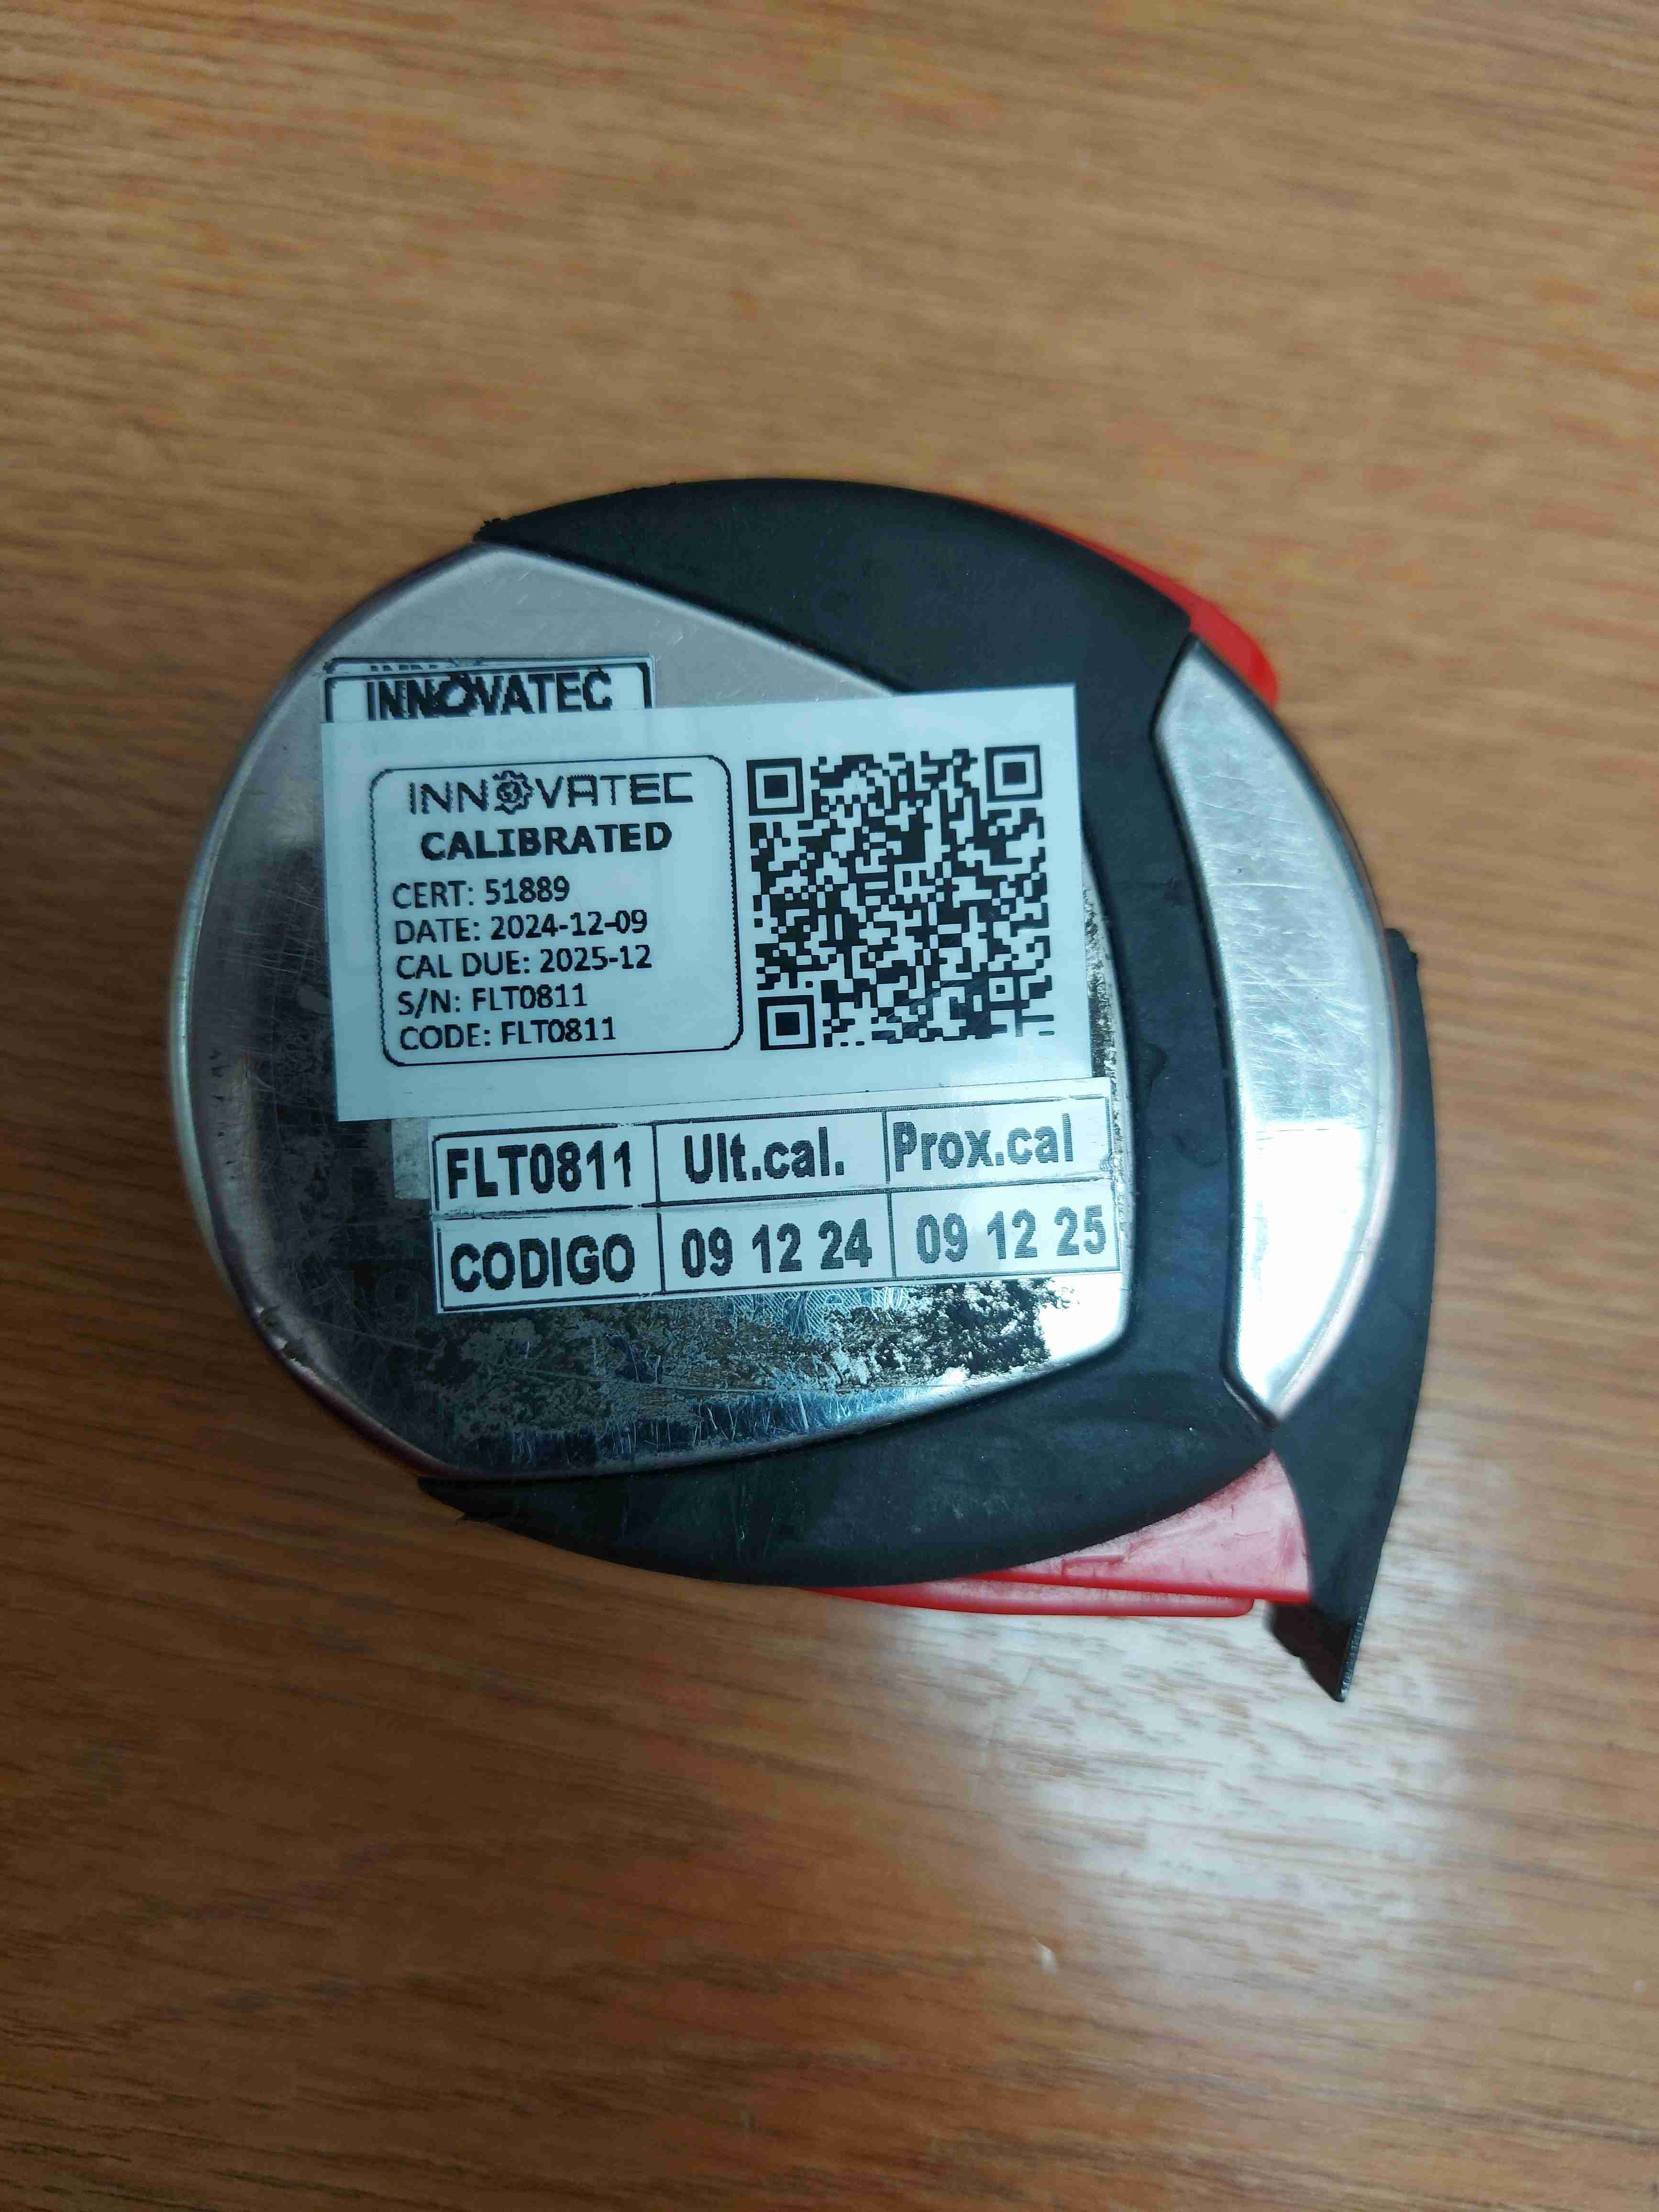 INNOVATEC
INNOVATEC
CALIBRATED
CERT: 51889
DATE: 2024-12-09
CAL DUE: 2025-12
S/N: FLT0811
CODE: FLT0811
FLT0811 Ult.cal. Prox.cal
CODIGO 09 12 24 09 12 25